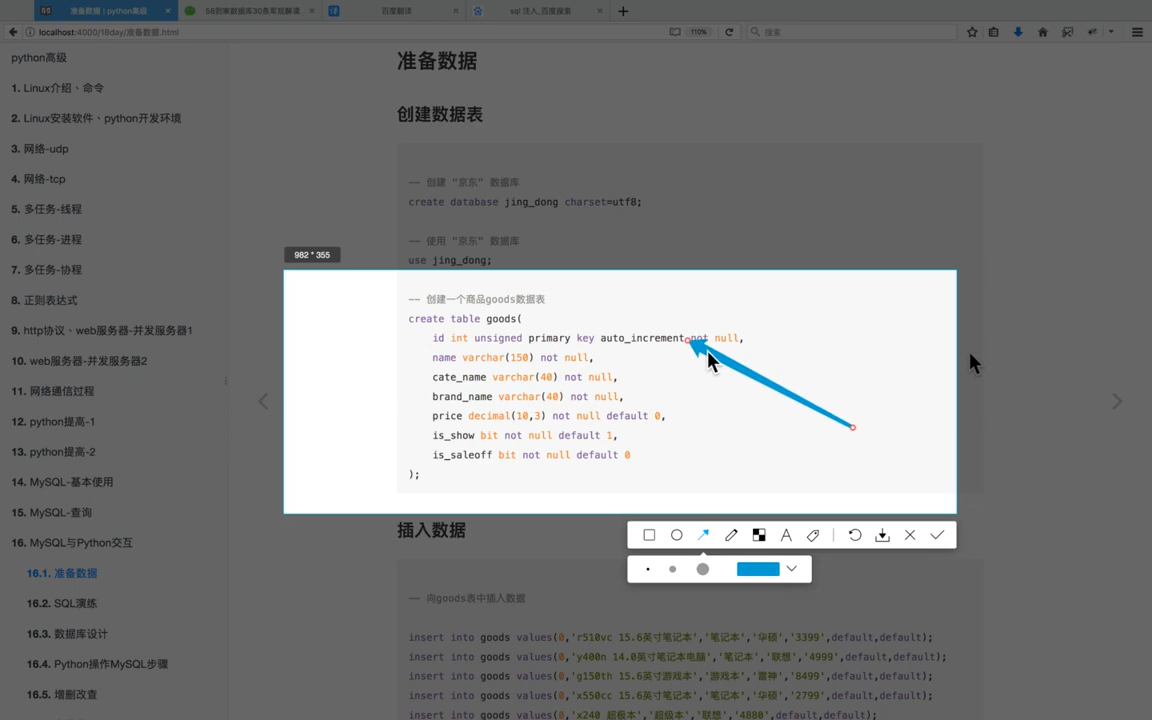 准备数据 | python高级
58到家数据库30条军规解读
百度翻译
sql 注入_百度搜索
localhost:4000/18day/准备数据.html
110%
搜索
python高级
1. Linux介绍、命令
2. Linux安装软件、python开发环境
3. 网络-udp
4. 网络-tcp
5. 多任务-线程
6. 多任务-进程
7. 多任务-协程
8. 正则表达式
9. http协议、web服务器-并发服务器1
10. web服务器-并发服务器2
11. 网络通信过程
12. python提高-1
13. python提高-2
14. MySQL-基本使用
15. MySQL-查询
16. MySQL与Python交互
16.1. 准备数据
16.2. SQL演练
16.3. 数据库设计
16.4. Python操作MySQL步骤
16.5. 增删改查
准备数据
创建数据表
-- 创建 "京东" 数据库
create database jing_dong charset=utf8;
-- 使用 "京东" 数据库
use jing_dong;
982 * 355
-- 创建一个商品goods数据表
create table goods(
id int unsigned primary key auto_increment not null,
name varchar(150) not null,
cate_name varchar(40) not null,
brand_name varchar(40) not null,
price decimal(10,3) not null default 0,
is_show bit not null default 1,
is_saleoff bit not null default 0
);
插入数据
-- 向goods表中插入数据
insert into goods values(0,'r510vc 15.6英寸笔记本','笔记本','华硕','3399',default,default);
insert into goods values(0,'y400n 14.0英寸笔记本电脑','笔记本','联想','4999',default,default);
insert into goods values(0,'g150th 15.6英寸游戏本','游戏本','雷神','8499',default,default);
insert into goods values(0,'x550cc 15.6英寸笔记本','笔记本','华硕','2799',default,default);
insert into goods values(0,'x240 超极本','超级本','联想','4880',default,default);